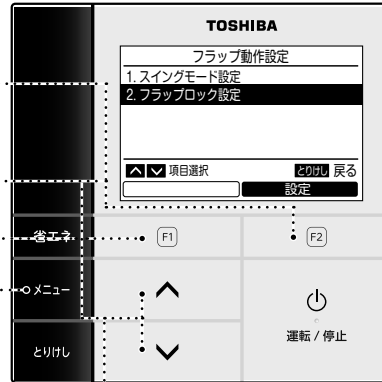 TOSHIBA
フラップ動作設定
1. スイングモード設定
2. フラップロック設定
項目選択 とりけし 戻る
設定
省エネ F1 F2
メニュー
運転 / 停止
とりけし